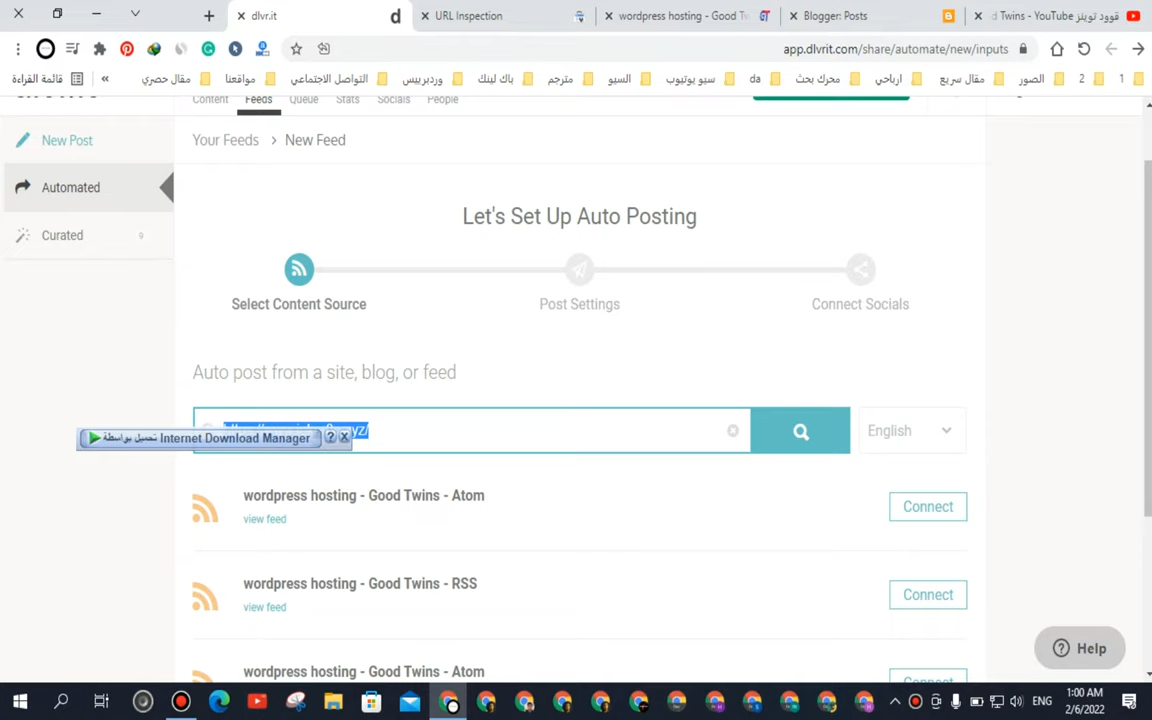 dlvr.it
URL Inspection
wordpress hosting - Good Tw
Blogger: Posts
d Twins - YouTube قوود توينز
app.dlvrit.com/share/automate/new/inputs
قائمة القراءة
«
مقال حصري
مواقعنا
التواصل الاجتماعي
وردبرييس
باك لينك
مترجم
السيو
سيو يوتيوب
da
محرك بحث
ارباحي
مقال سريع
الصور
2
1
Content
Feeds
Queue
Stats
Socials
People
New Post
Automated
Curated
9
Your Feeds > New Feed
Let's Set Up Auto Posting
Select Content Source
Post Settings
Connect Socials
Auto post from a site, blog, or feed
English
تحميل بواسطة Internet Download Manager
wordpress hosting - Good Twins - Atom
view feed
Connect
wordpress hosting - Good Twins - RSS
view feed
Connect
wordpress hosting - Good Twins - Atom
Help
ENG
1:00 AM
2/6/2022